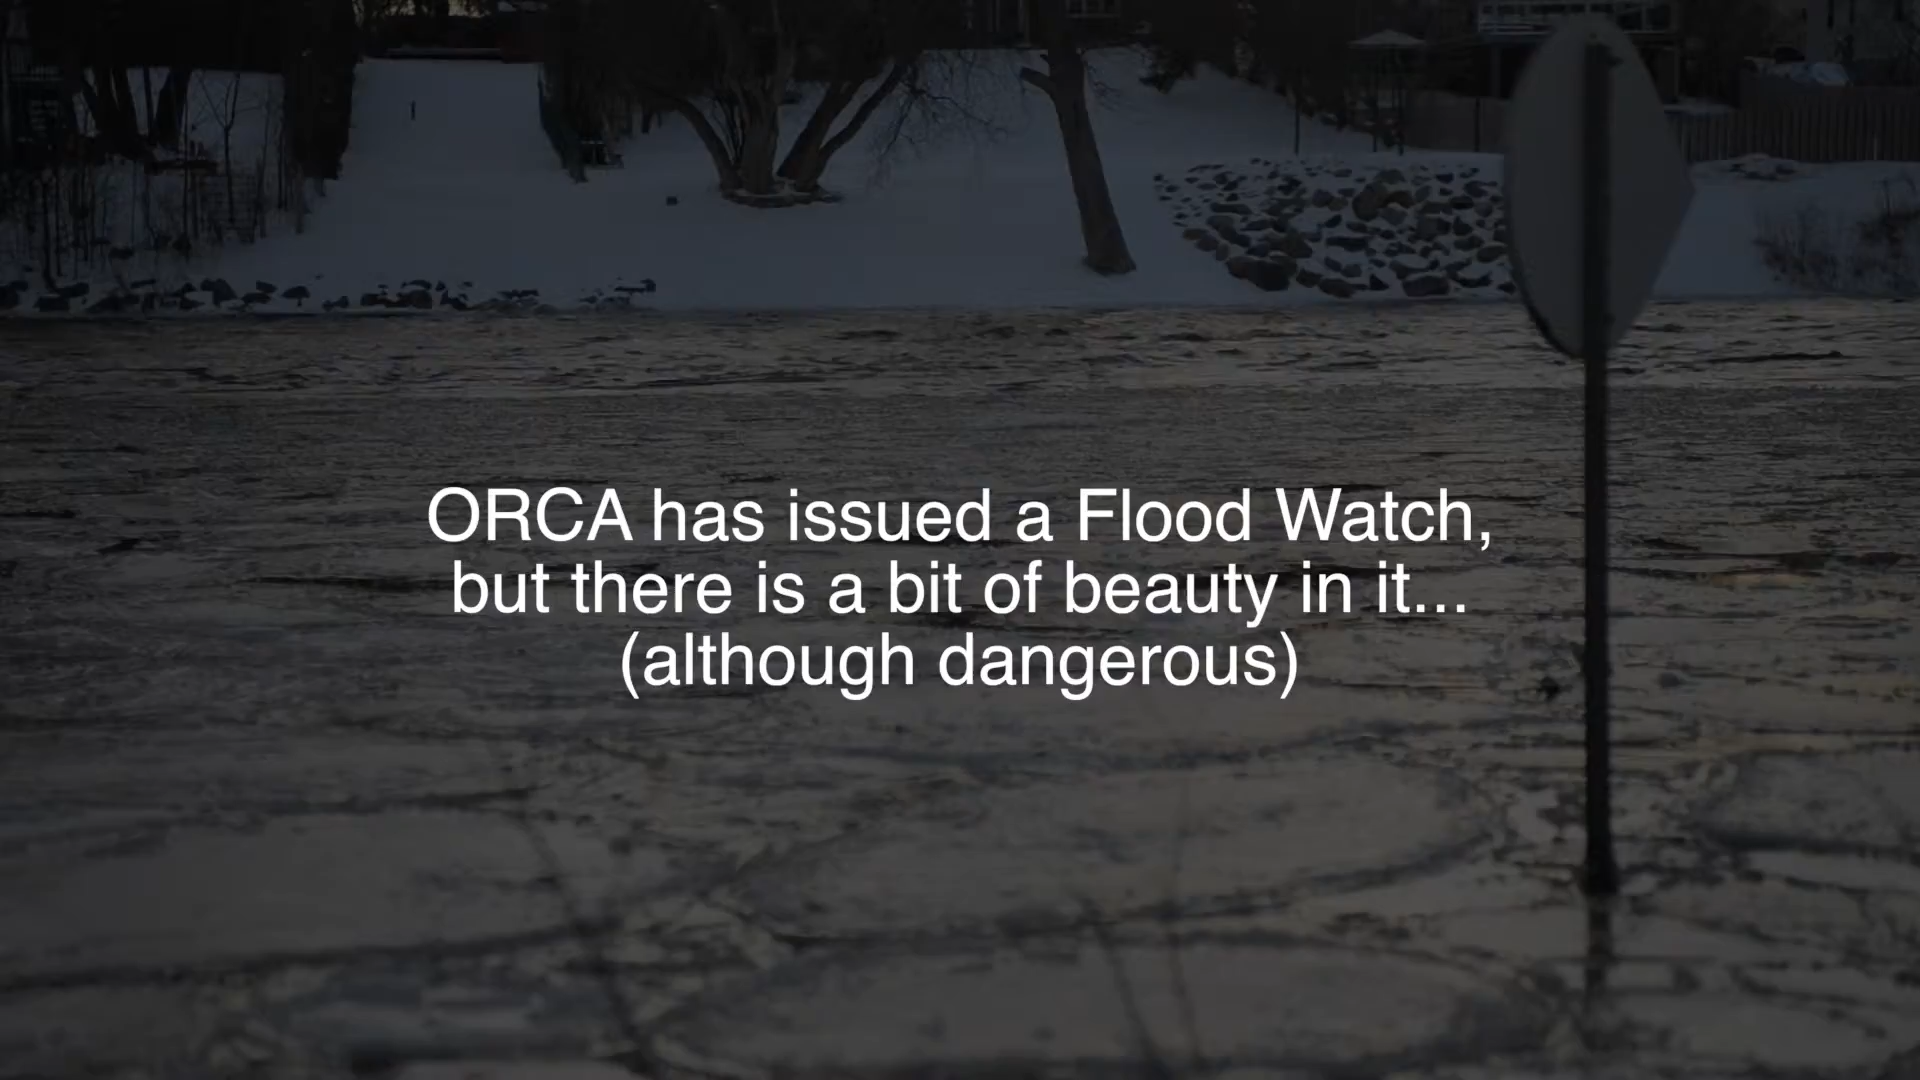 ORCA has issued a Flood Watch,
but there is a bit of beauty in it...
(although dangerous)